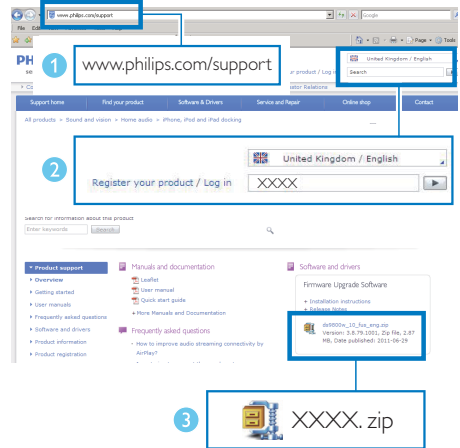 www.philips.com/support
Google
File
Page
Tools
PH
United Kingdom / English
Search
1
www.philips.com/support
se
ur product / Log in
Co
ator Relations
Support home
Find your product
Software & Drivers
Service and Repair
Online shop
Contact
All products > Sound and vision > Home audio > iPhone, iPod and iPad docking
2
United Kingdom / English
Register your product / Log in
XXXX
Search for information about this product
Enter keywords
Search
Product support
Overview
Getting started
User manuals
Frequently asked questions
Software and drivers
Product information
Product registration
Manuals and documentation
Leaflet
User manual
Quick start guide
+ More Manuals and Documentation
Frequently asked questions
- How to improve audio streaming connectivity by
AirPlay?
Software and drivers
Firmware Upgrade Software
+ Installation instructions
+ Release Notes
ds9800w_10_fus_eng.zip
Version: 3.8.79.1001, Zip file, 2.87
MB, Date published: 2011-06-29
3
XXXX. zip